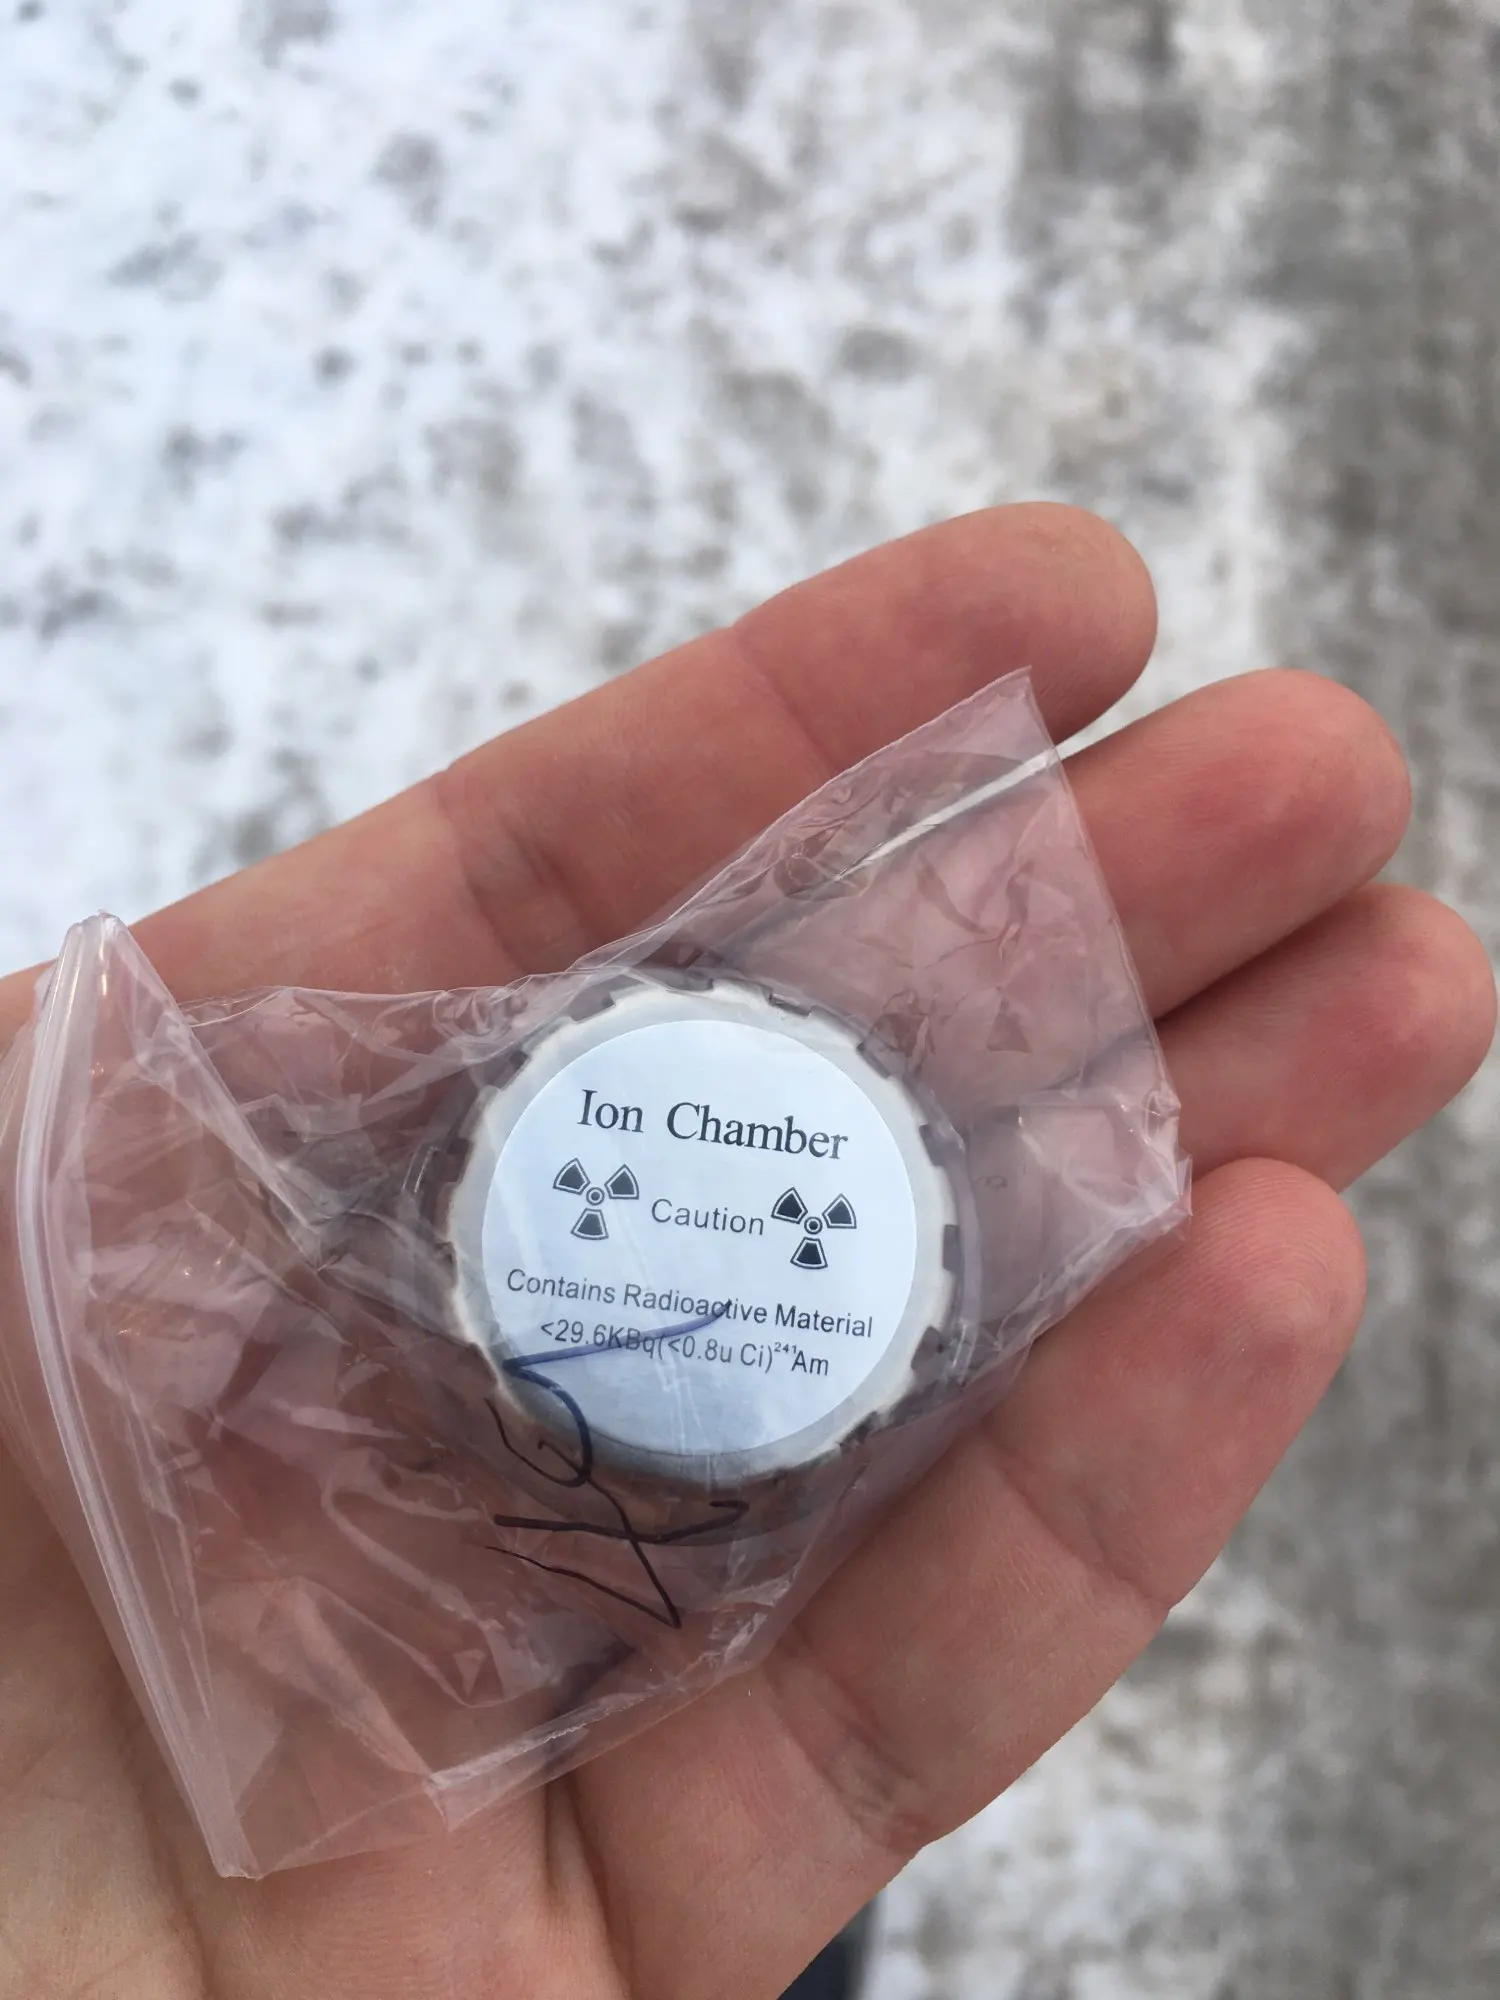 Ion Chamber
Caution
Contains Radioactive Material
<29.6KBq(<0.8u Ci)²⁴¹Am